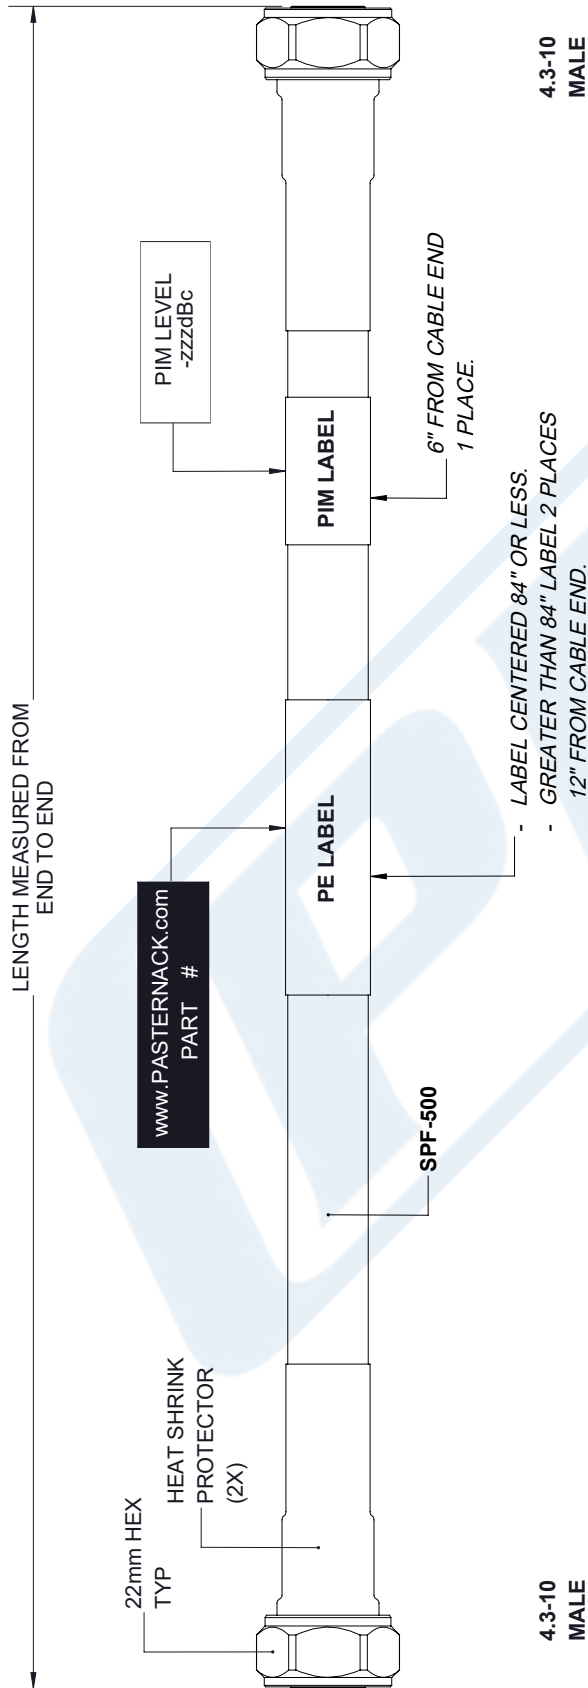 LENGTH MEASURED FROM
END TO END
www.PASTERNACK.com
PART #
PIM LEVEL
-zzzdBc
22mm HEX
TYP
HEAT SHRINK
PROTECTOR
(2X)
PE LABEL
PIM LABEL
SPF-500
6" FROM CABLE END
1 PLACE.
- LABEL CENTERED 84" OR LESS.
- GREATER THAN 84" LABEL 2 PLACES
12" FROM CABLE END.
4.3-10
MALE
4.3-10
MALE